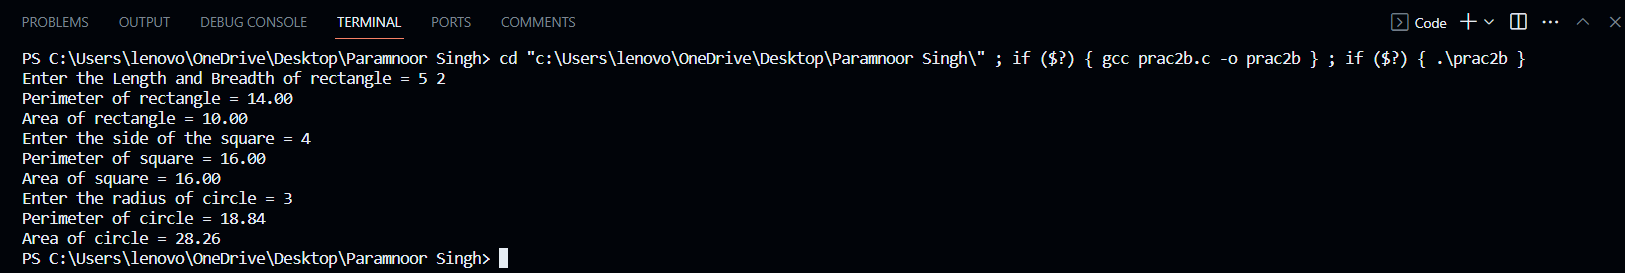 PROBLEMS OUTPUT DEBUG CONSOLE TERMINAL PORTS COMMENTS Code
PS C:\Users\lenovo\OneDrive\Desktop\Paramnoor Singh> cd "c:\Users\lenovo\OneDrive\Desktop\Paramnoor Singh\" ; if ($?) { gcc prac2b.c -o prac2b } ; if ($?) { .\prac2b }
Enter the Length and Breadth of rectangle = 5 2
Perimeter of rectangle = 14.00
Area of rectangle = 10.00
Enter the side of the square = 4
Perimeter of square = 16.00
Area of square = 16.00
Enter the radius of circle = 3
Perimeter of circle = 18.84
Area of circle = 28.26
PS C:\Users\lenovo\OneDrive\Desktop\Paramnoor Singh>